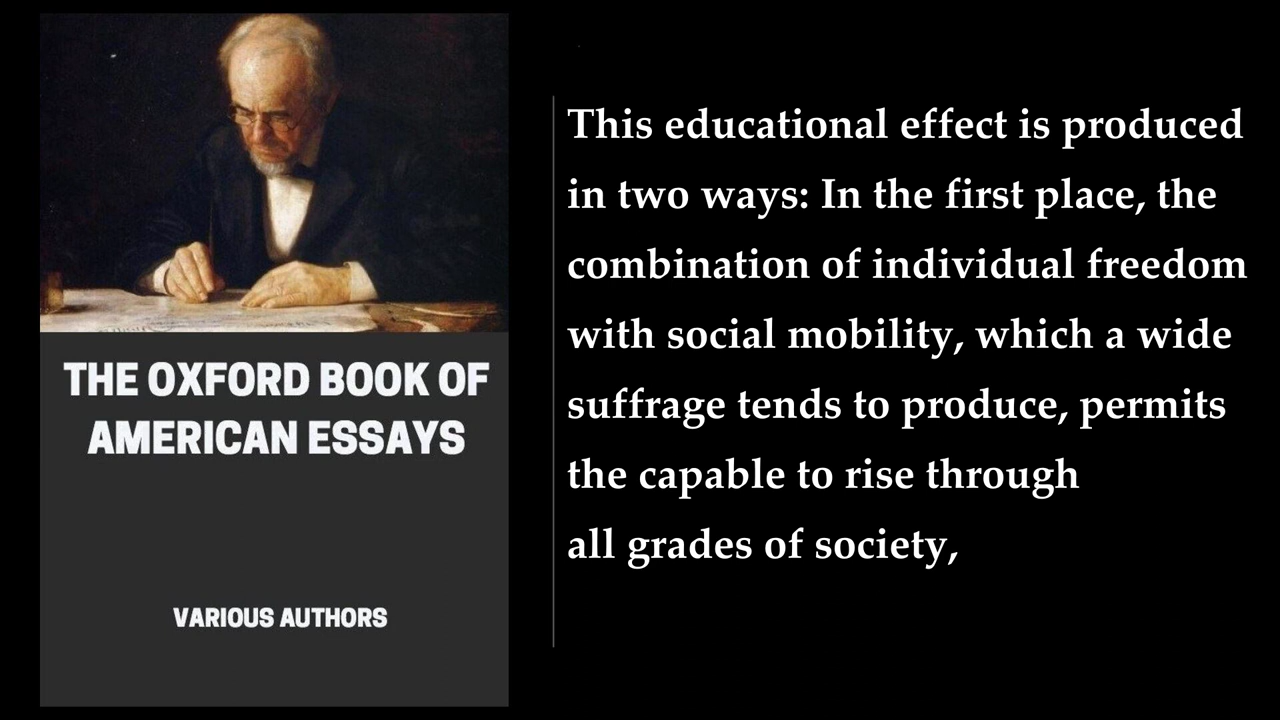 THE OXFORD BOOK OF
AMERICAN ESSAYS
VARIOUS AUTHORS
This educational effect is produced
in two ways: In the first place, the
combination of individual freedom
with social mobility, which a wide
suffrage tends to produce, permits
the capable to rise through
all grades of society,